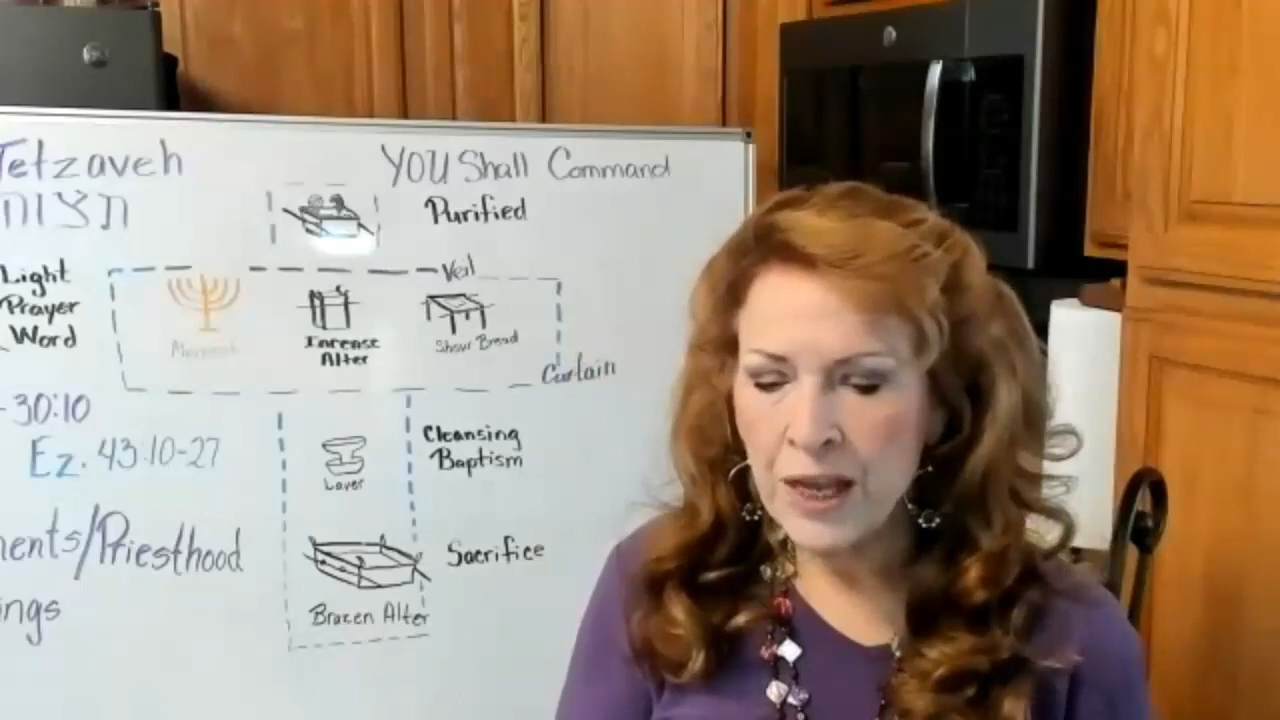 Tetzaveh
YOU Shall Command
תצוה
Purified
Light
Prayer
Word
Veil
Menorah
Incense
Alter
Show Bread
Curtain
-30:10
Ez. 43:10-27
Cleansing
Baptism
Laver
ments/Priesthood
Sacrifice
ings
Brazen Alter